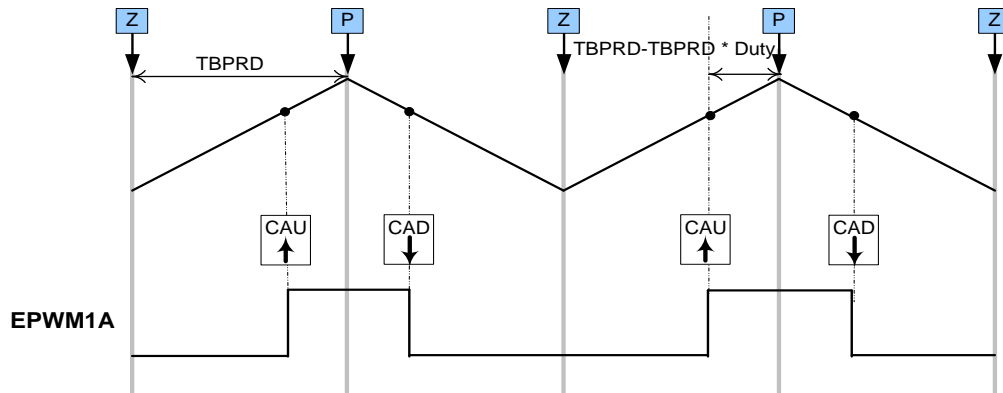 Z P Z P Z
TBPRD
TBPRD-TBPRD * Duty
CAU CAD CAU CAD
EPWM1A